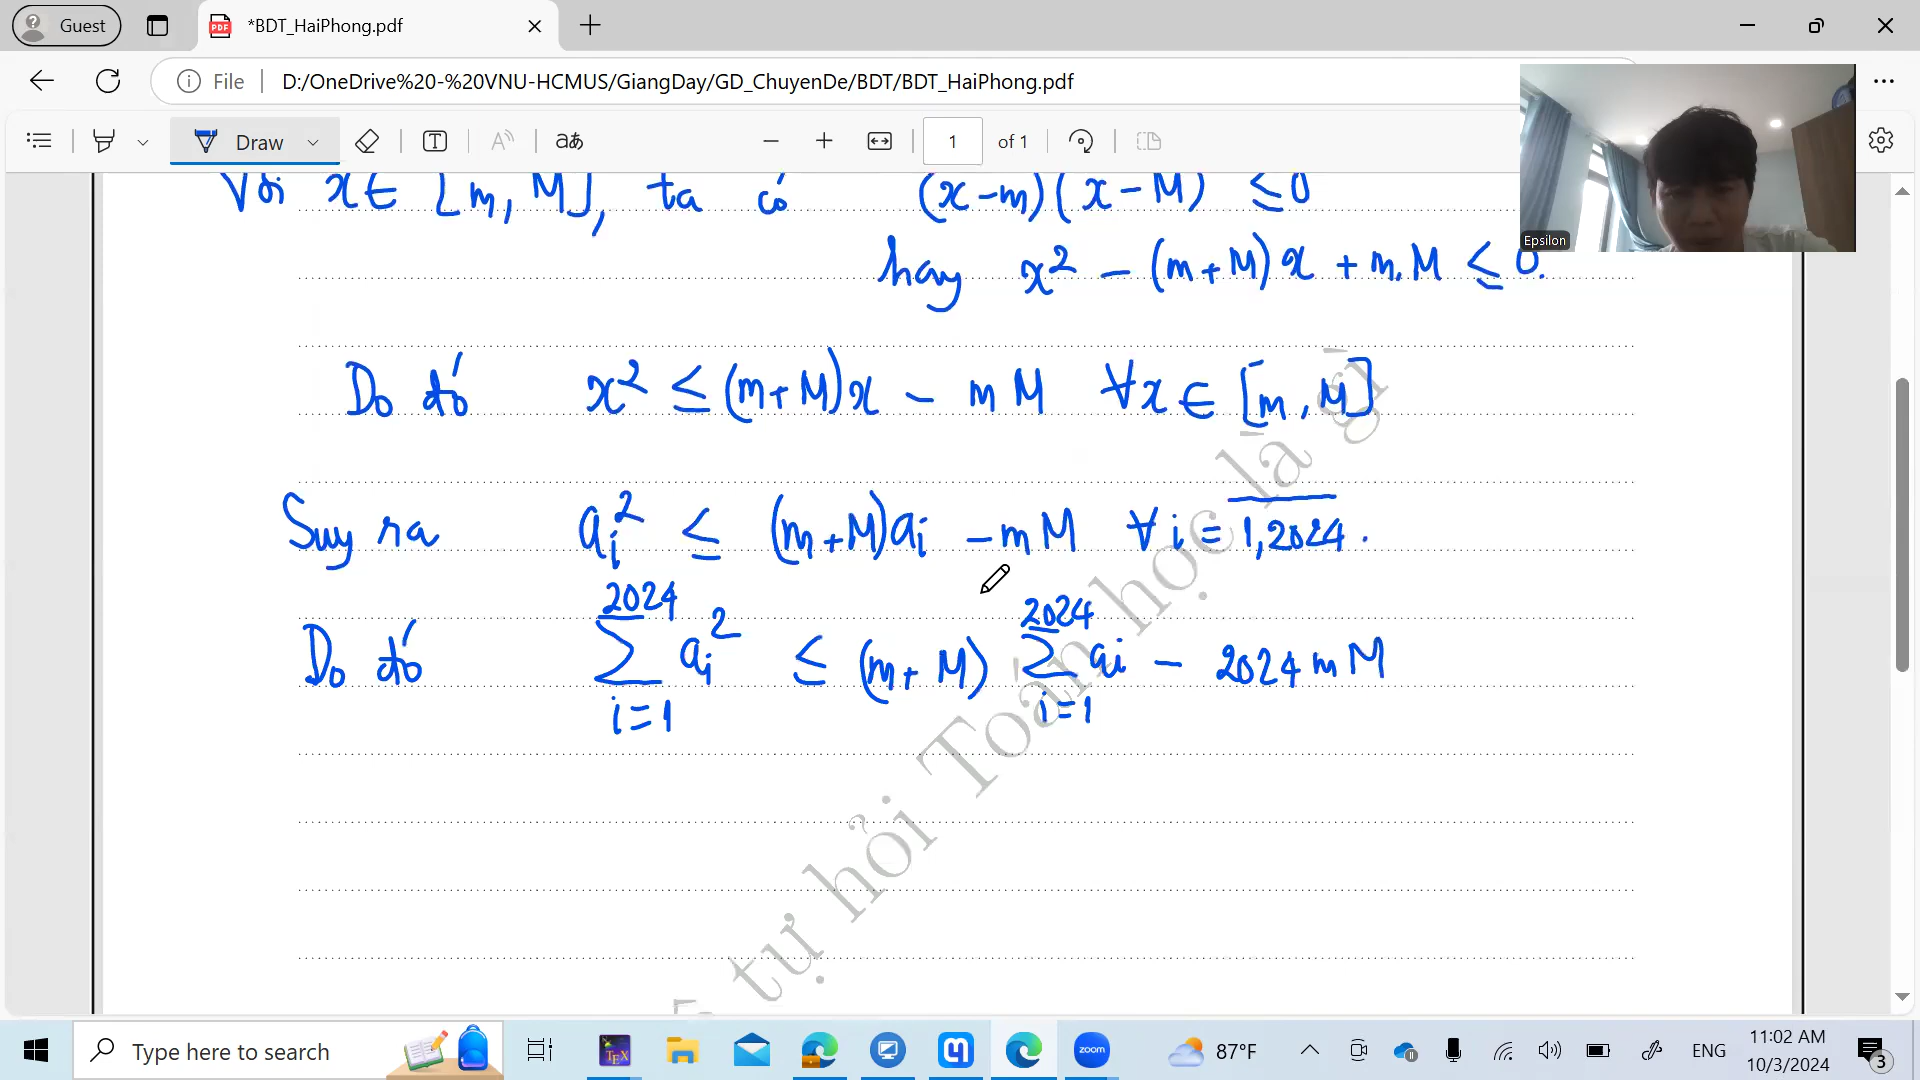 Guest
*BDT_HaiPhong.pdf
File
D:/OneDrive%20-%20VNU-HCMUS/GiangDay/GD_ChuyenDe/BDT/BDT_HaiPhong.pdf
Draw
1 of 1
Epsilon
Với x ∈ [m, M], ta có (x-m)(x-M) ≤ 0
hay x² - (m+M)x + m.M ≤ 0.
Do đó x² ≤ (m+M)x - mM ∀x ∈ [m, M]
Suy ra aᵢ² ≤ (m+M)aᵢ - mM ∀ i = 1,2024.
Do đó ∑_{i=1}^{2024} aᵢ² ≤ (m+M) ∑_{i=1}^{2024} aᵢ - 2024 mM
tự hỏi Toán học là gì
Type here to search
TEX
zoom
87°F
ENG
11:02 AM
10/3/2024
3